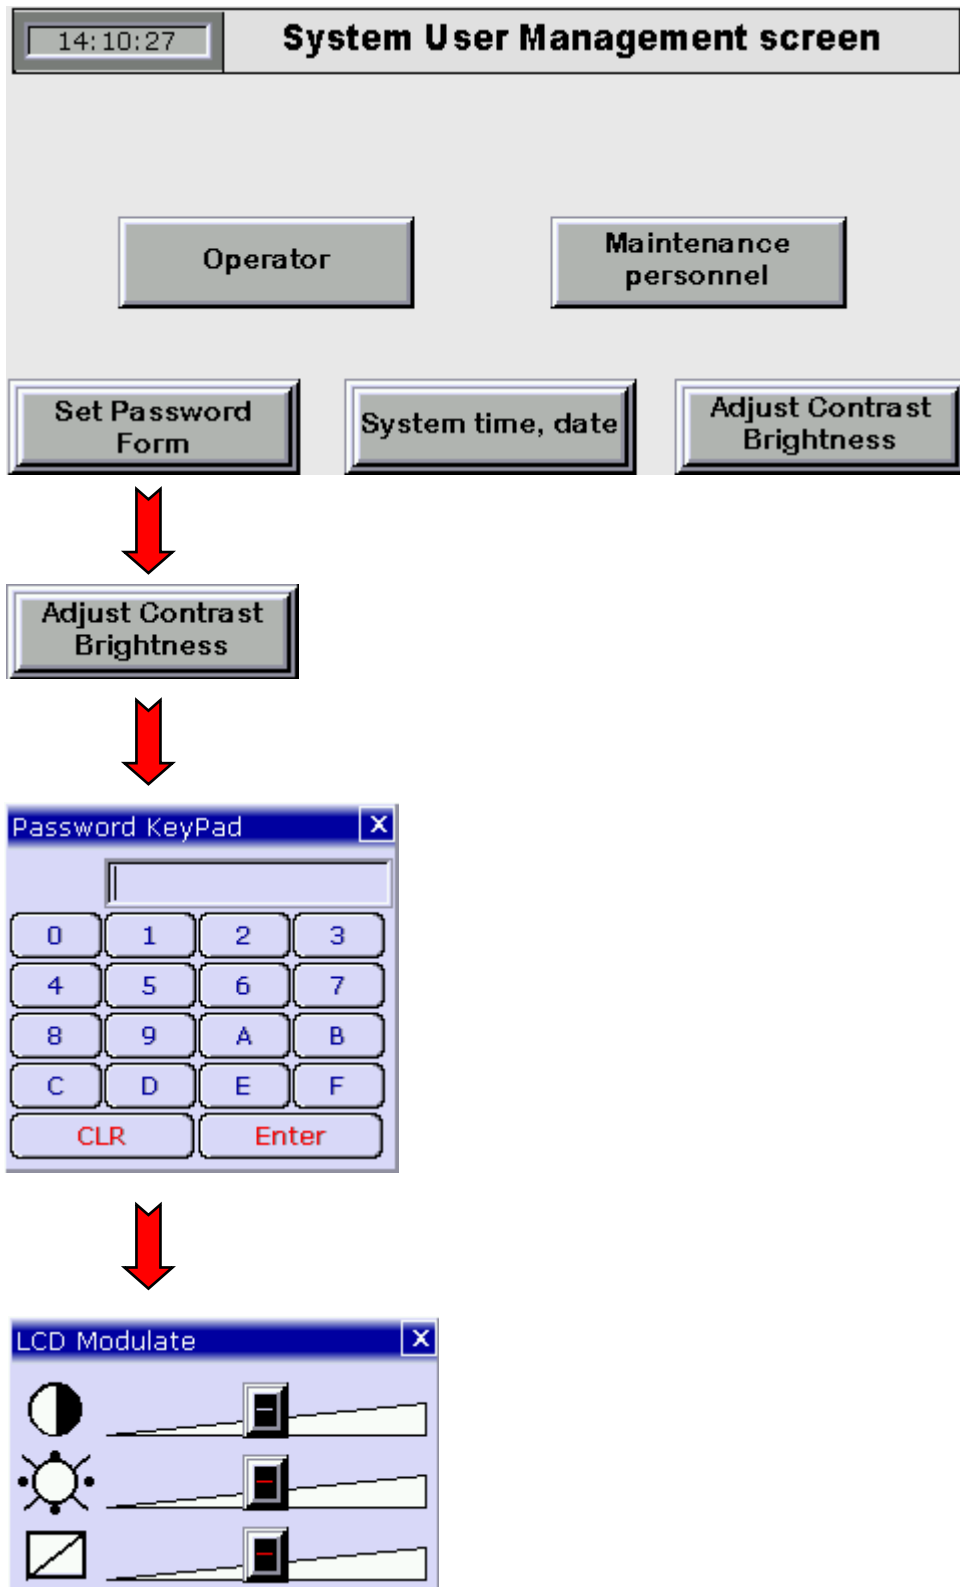 14:10:27
System User Management screen
Operator
Maintenance
personnel
Set Password
Form
System time, date
Adjust Contrast
Brightness
Adjust Contrast
Brightness
Password KeyPad X
0 1 2 3
4 5 6 7
8 9 A B
C D E F
CLR Enter
LCD Modulate X